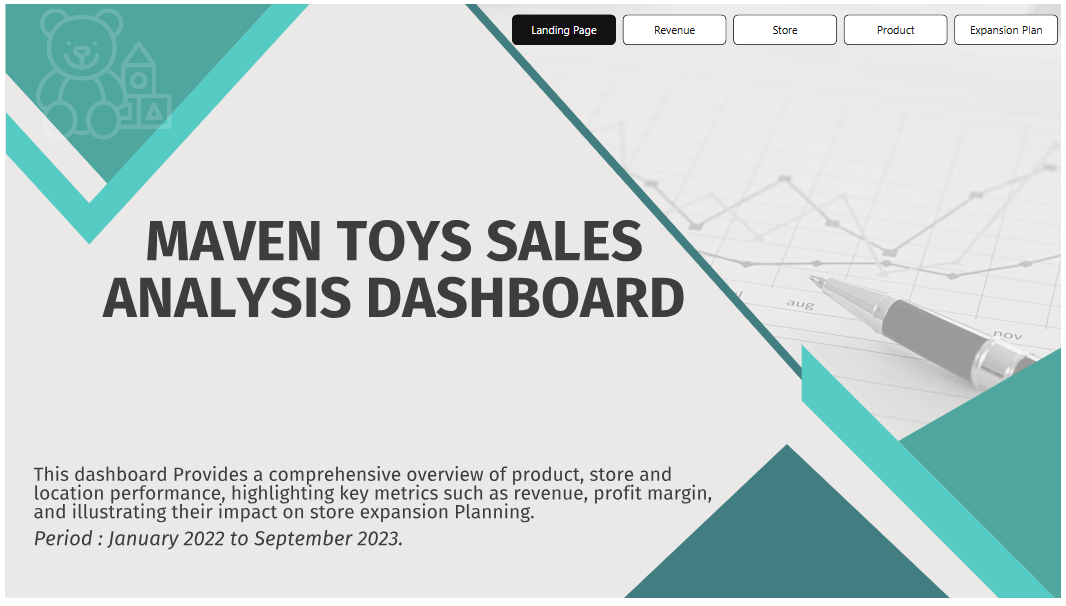 Landing Page
Revenue
Store
Product
Expansion Plan
MAVEN TOYS SALES
ANALYSIS DASHBOARD
aug
nov
This dashboard Provides a comprehensive overview of product, store and
location performance, highlighting key metrics such as revenue, profit margin,
and illustrating their impact on store expansion Planning.
Period : January 2022 to September 2023.